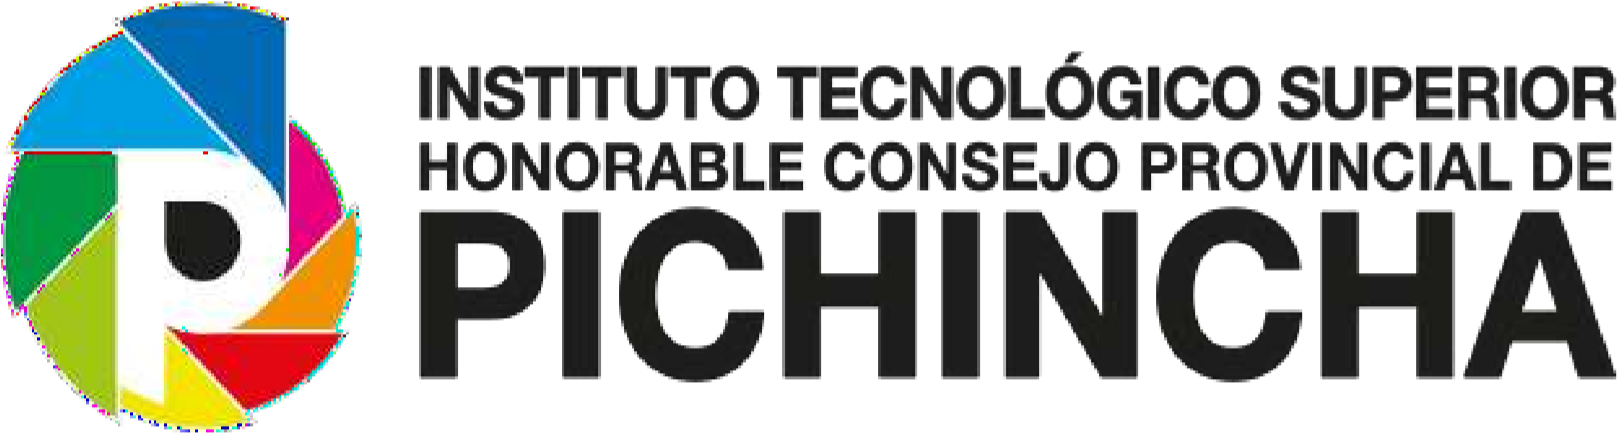 INSTITUTO TECNOLÓGICO SUPERIOR
HONORABLE CONSEJO PROVINCIAL DE
PICHINCHA